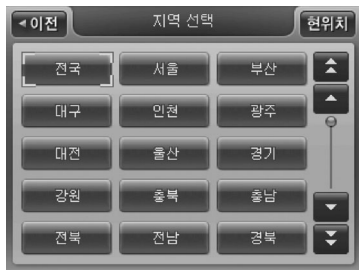 이전 지역 선택 현위치
전국 서울 부산
대구 인천 광주
대전 울산 경기
강원 충북 충남
전북 전남 경북